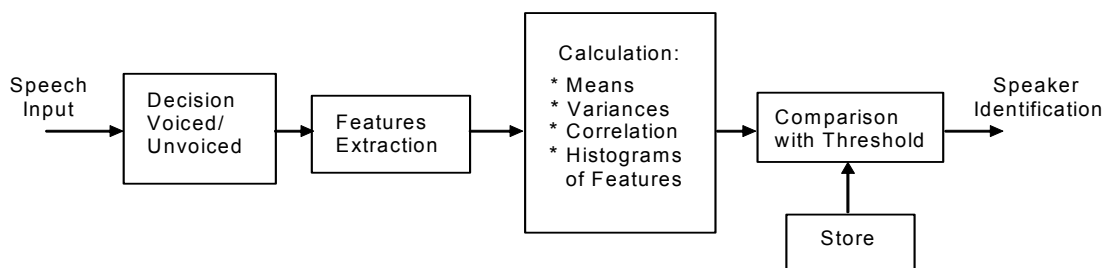 Speech
Input
Decision
Voiced/
Unvoiced
Features
Extraction
Calculation:
* Means
* Variances
* Correlation
* Histograms
of Features
Comparison
with Threshold
Speaker
Identification
Store